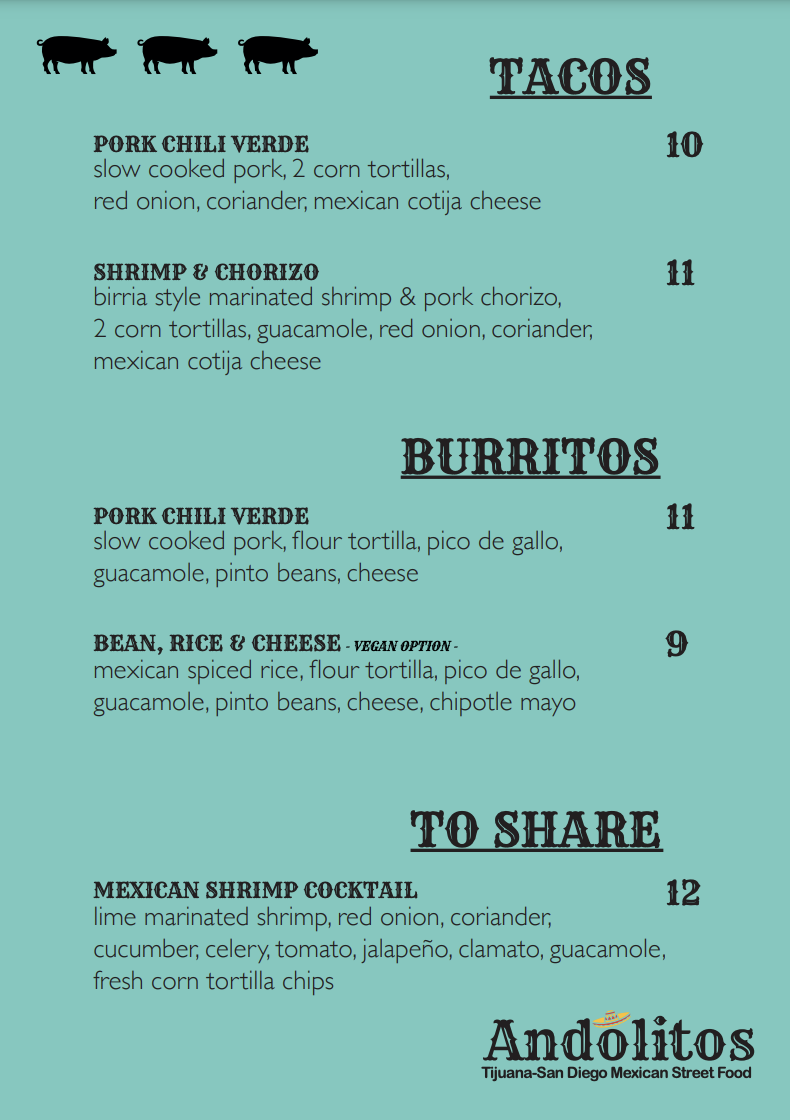 TACOS
PORK CHILI VERDE 10
slow cooked pork, 2 corn tortillas,
red onion, coriander, mexican cotija cheese
SHRIMP & CHORIZO 11
birria style marinated shrimp & pork chorizo,
2 corn tortillas, guacamole, red onion, coriander,
mexican cotija cheese
BURRITOS
PORK CHILI VERDE 11
slow cooked pork, flour tortilla, pico de gallo,
guacamole, pinto beans, cheese
BEAN, RICE & CHEESE - VEGAN OPTION - 9
mexican spiced rice, flour tortilla, pico de gallo,
guacamole, pinto beans, cheese, chipotle mayo
TO SHARE
MEXICAN SHRIMP COCKTAIL 12
lime marinated shrimp, red onion, coriander,
cucumber, celery, tomato, jalapeño, clamato, guacamole,
fresh corn tortilla chips
Andolitos
Tijuana-San Diego Mexican Street Food